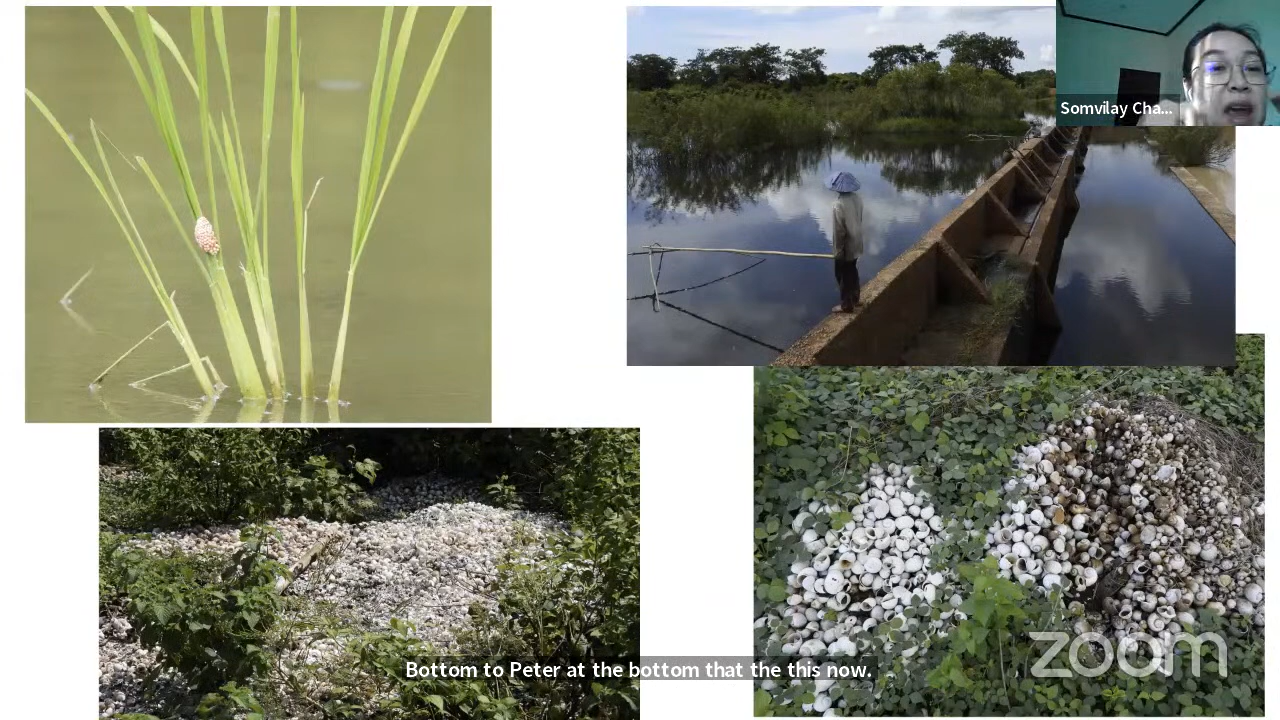 Somvilay Cha...
Bottom to Peter at the bottom that the this now.
zoom